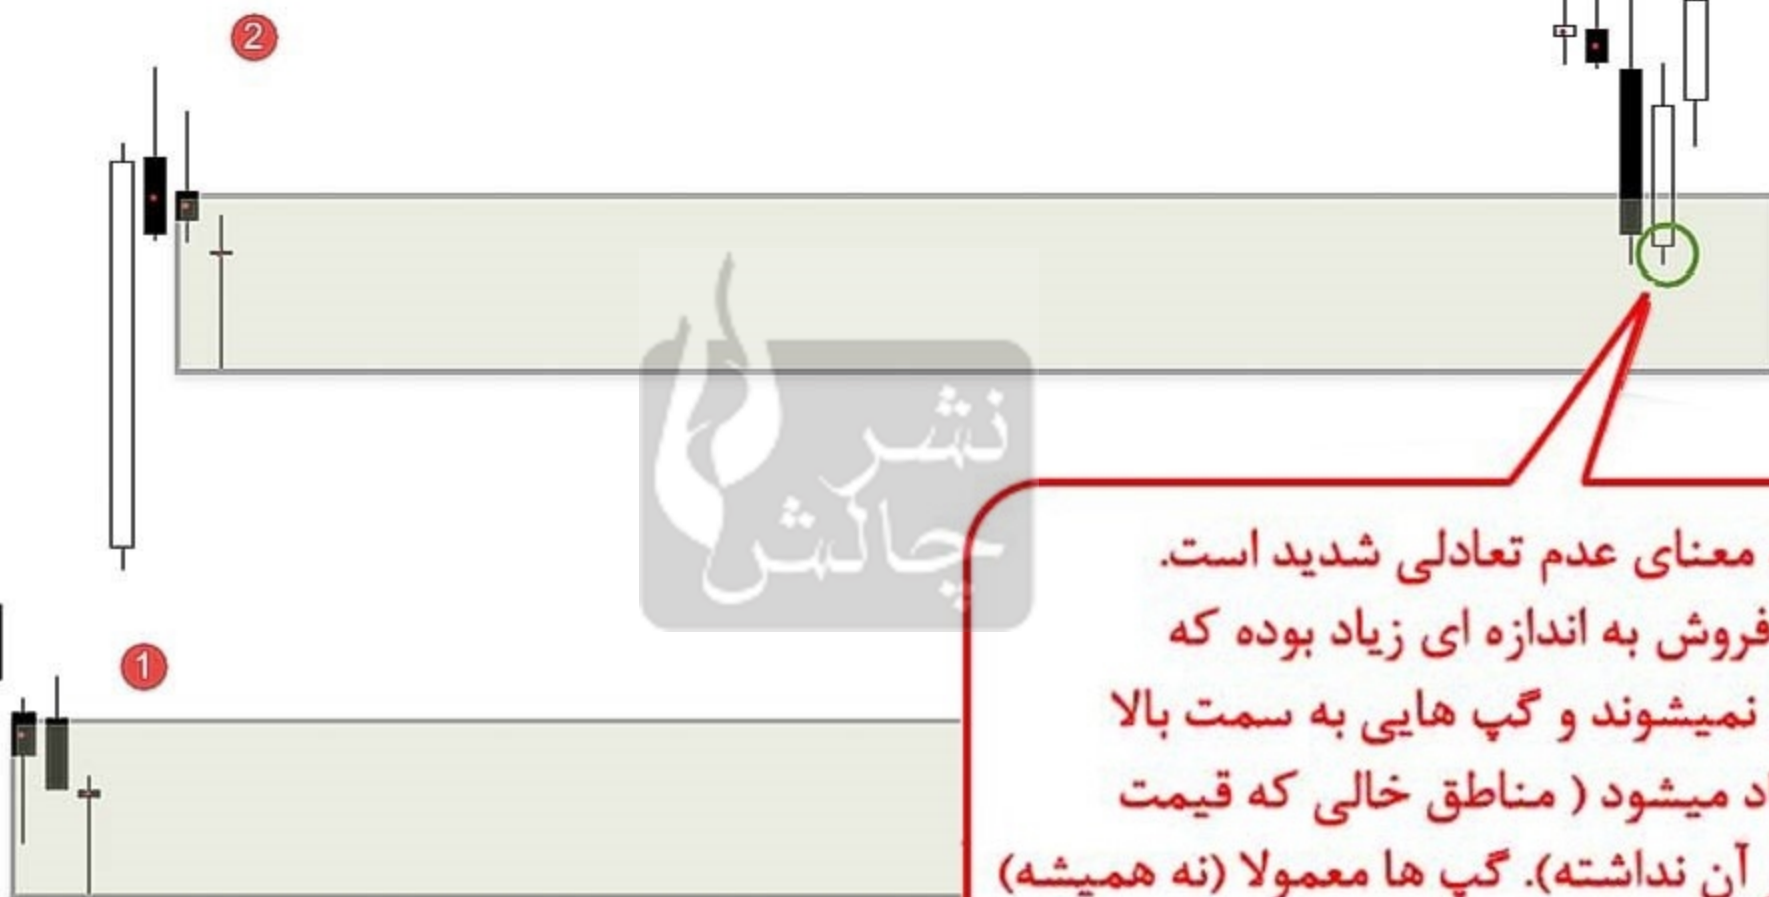 2
نشر
چالش
1
معنای عدم تعادلی شدید است.
فروش به اندازه ای زیاد بوده که
نمیشوند و گپ هایی به سمت بالا
میشود ( مناطق خالی که قیمت
آن نداشته). گپ ها معمولا (نه همیشه)